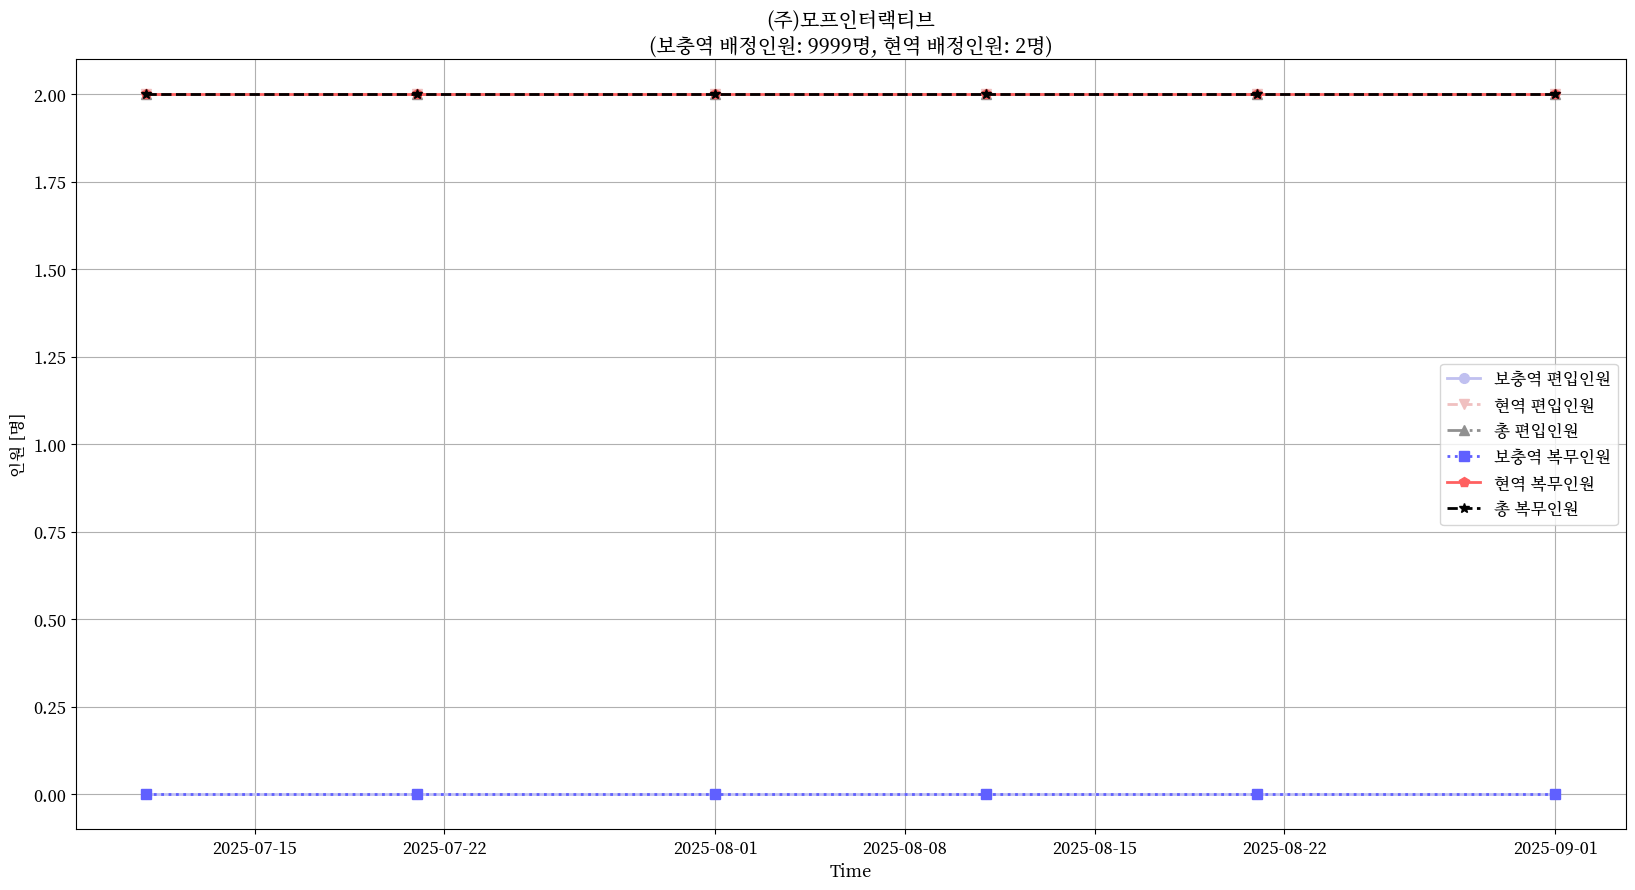 (주)모프인터랙티브
(보충역 배정인원: 9999명, 현역 배정인원: 2명)
2.00
1.75
1.50
1.25
1.00
0.75
0.50
0.25
0.00
인원 [명]
보충역 편입인원
현역 편입인원
총 편입인원
보충역 복무인원
현역 복무인원
총 복무인원
2025-07-15
2025-07-22
2025-08-01
2025-08-08
2025-08-15
2025-08-22
2025-09-01
Time